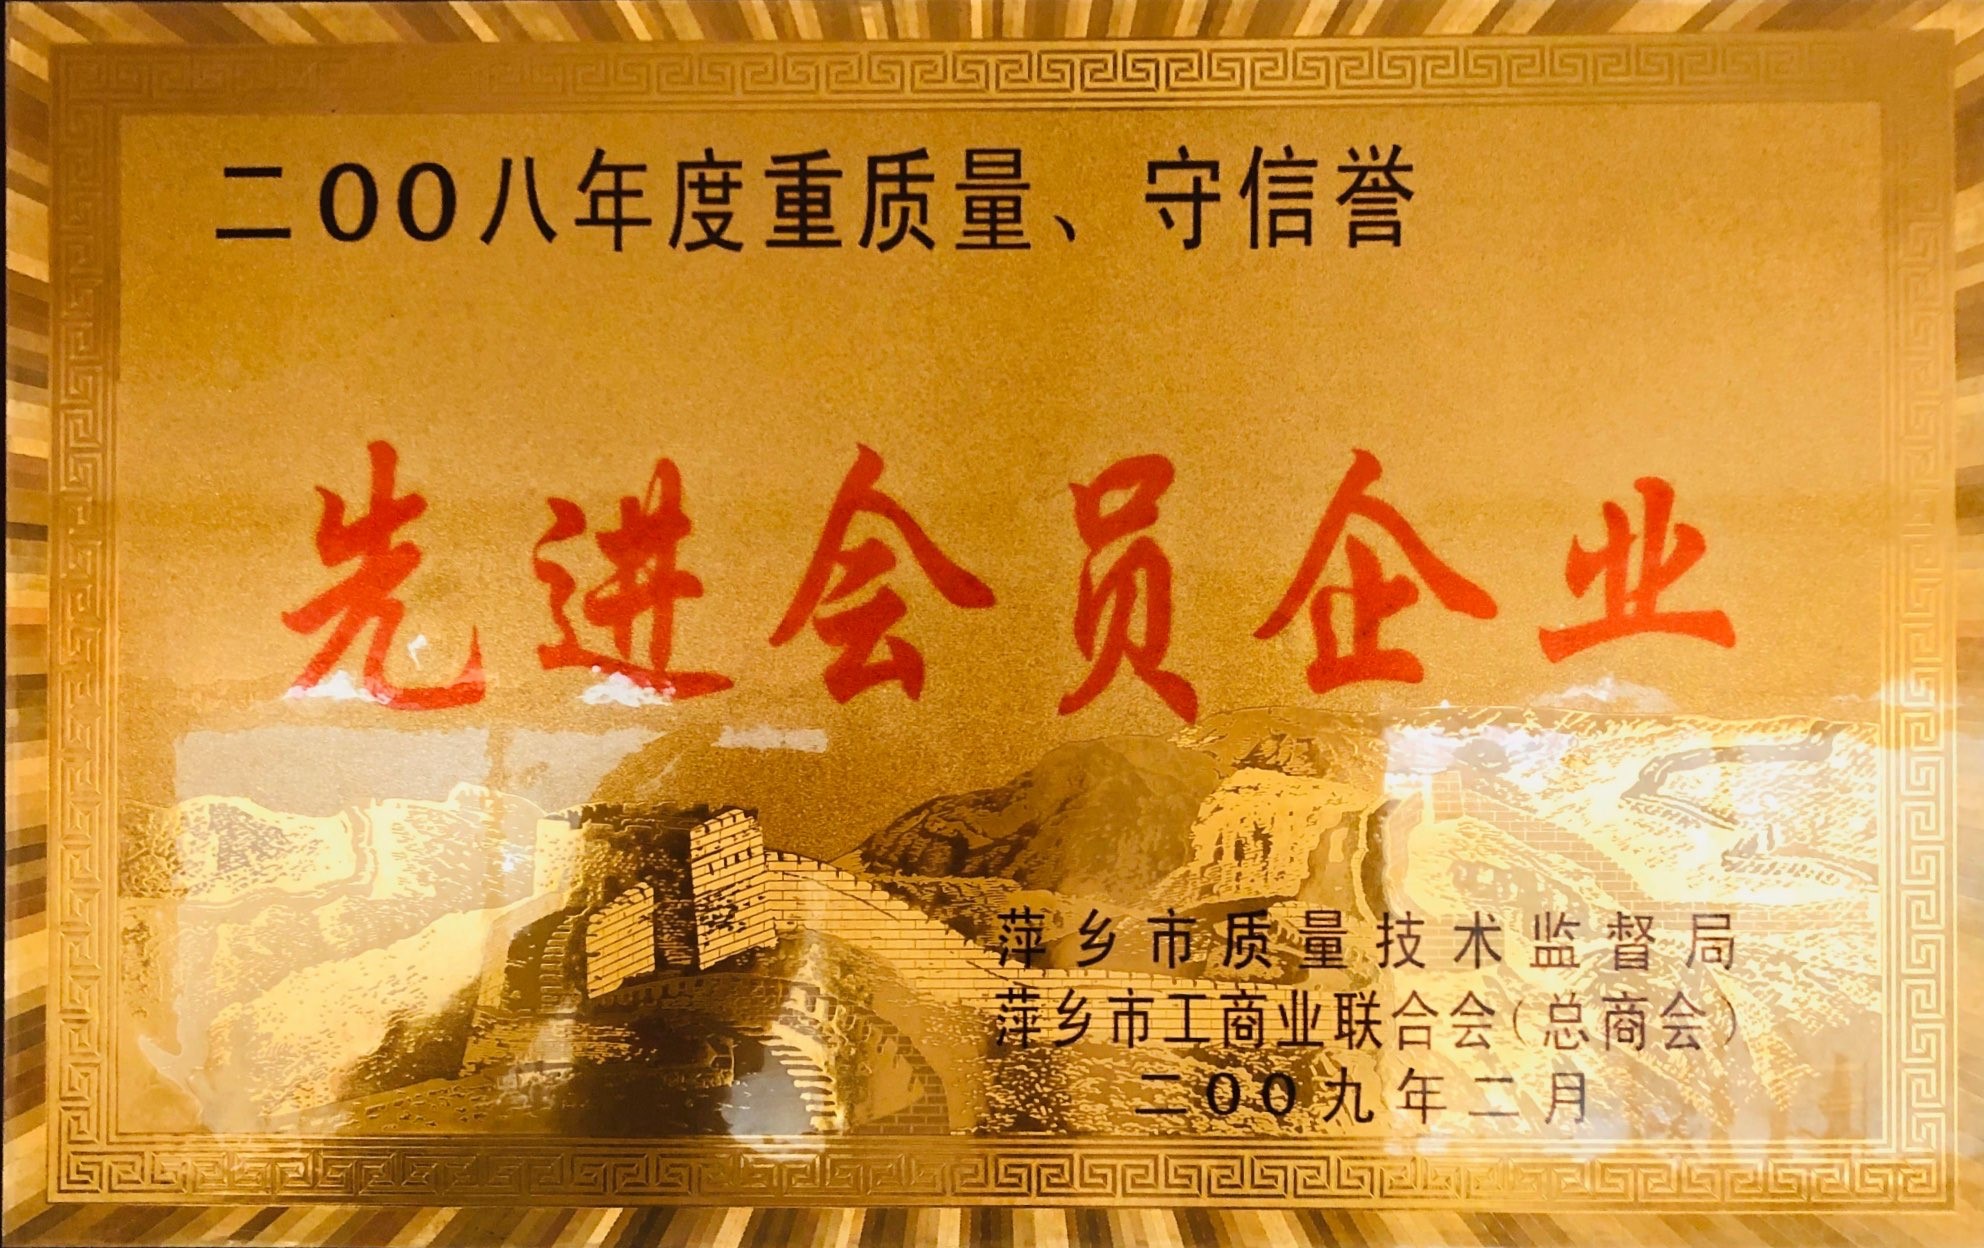 二00八年度重质量、守信誉
先进会员企业
萍乡市质量技术监督局
萍乡市工商业联合会(总商会)
二00九年二月